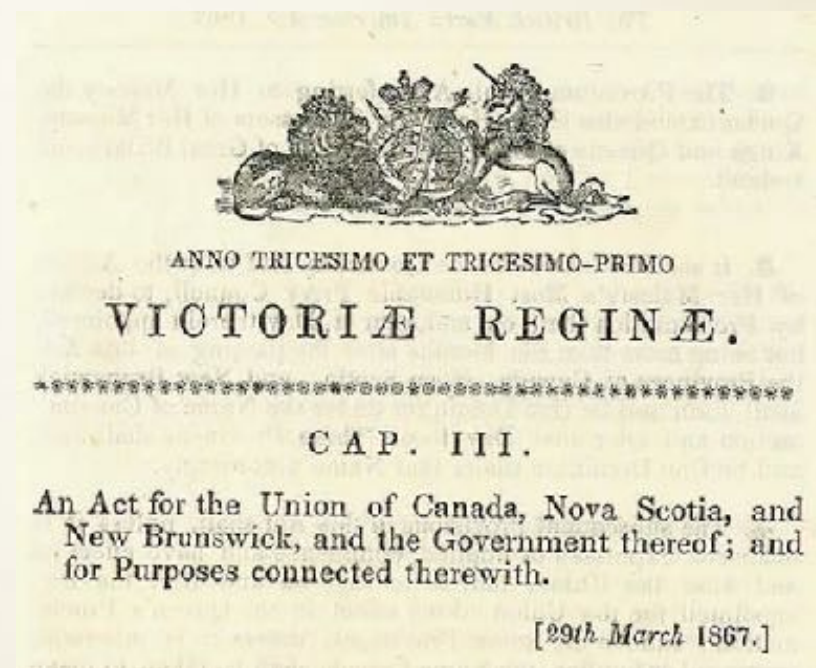 ANNO TRICESIMO ET TRICESIMO-PRIMO
VICTORIÆ REGINÆ.
CAP. III.
An Act for the Union of Canada, Nova Scotia, and
New Brunswick, and the Government thereof; and
for Purposes connected therewith.
[29th March 1867.]